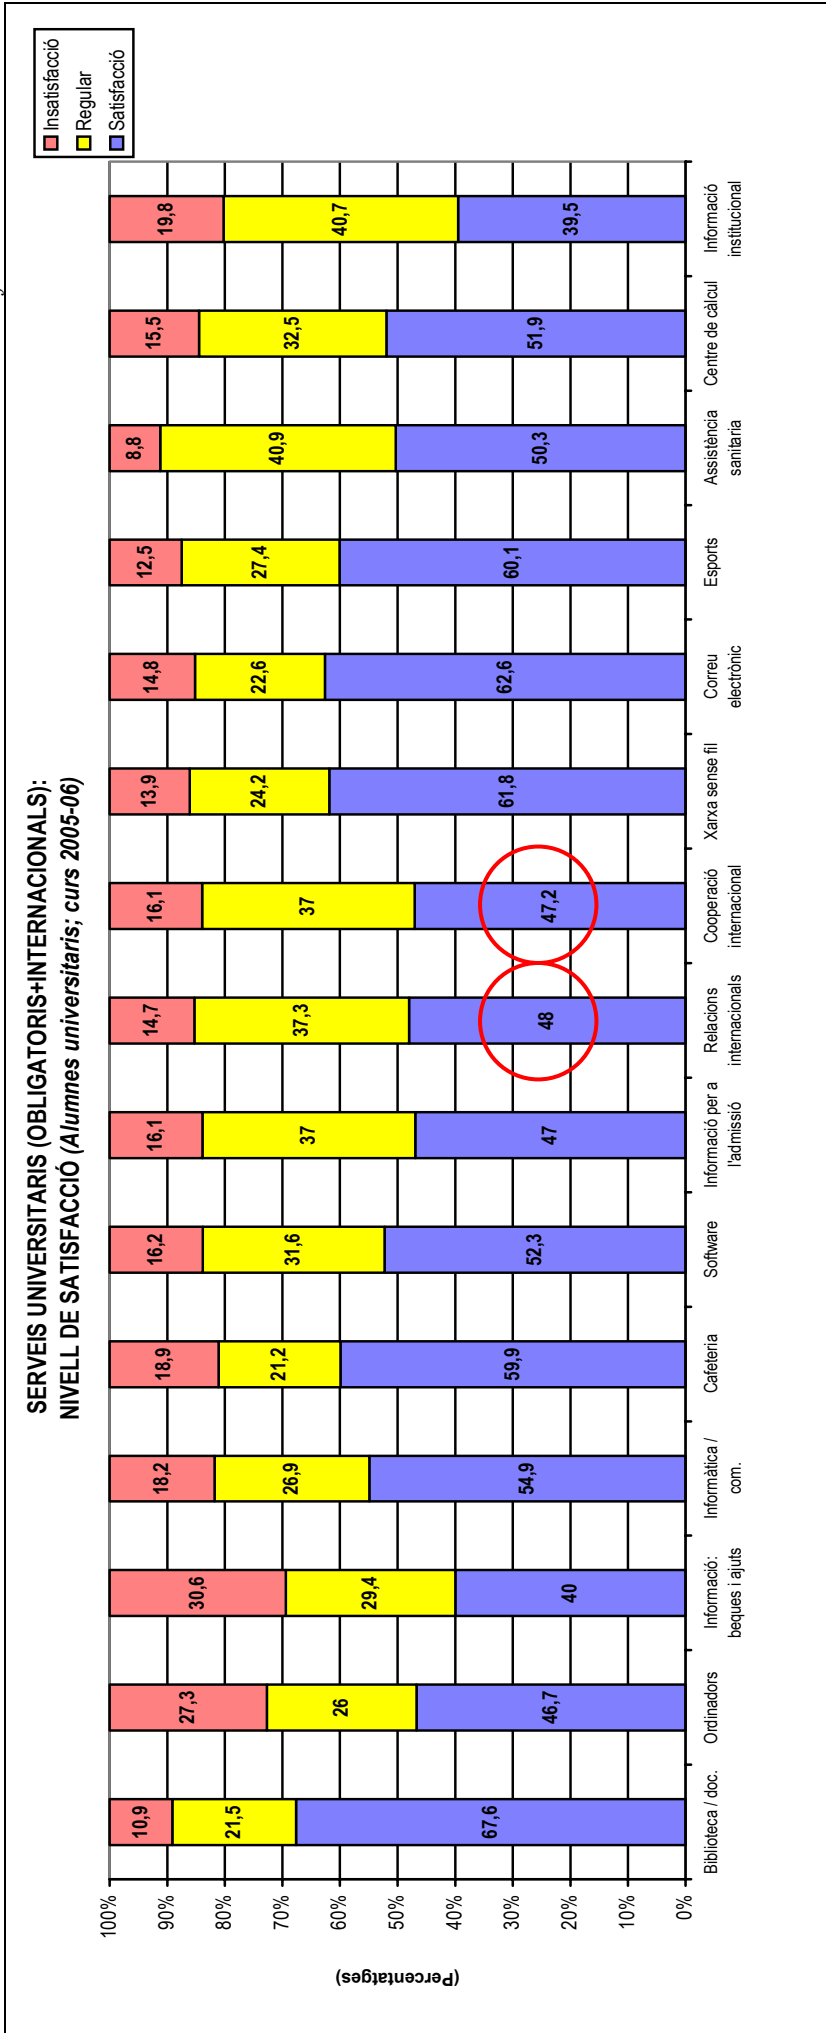 SERVEIS UNIVERSITARIS (OBLIGATORIS+INTERNACIONALS):
NIVELL DE SATISFACCIÓ (Alumnes universitaris; curs 2005-06)
Insatisfacció
Regular
Satisfacció
(Percentatges)
100%
90%
80%
70%
60%
50%
40%
30%
20%
10%
0%
10,9
27,3
30,6
18,2
18,9
16,2
16,1
14,7
16,1
13,9
14,8
12,5
8,8
15,5
19,8
21,5
26
29,4
26,9
21,2
31,6
37
37,3
37
24,2
22,6
27,4
40,9
32,5
40,7
67,6
46,7
40
54,9
59,9
52,3
47
48
47,2
61,8
62,6
60,1
50,3
51,9
39,5
Biblioteca / doc.
Ordinadors
Informació:
beques i ajuts
Informàtica /
com.
Cafeteria
Software
Informació per a
l'admissió
Relacions
internacionals
Cooperació
internacional
Xarxa sense fil
Correu
electrònic
Esports
Assistència
sanitaria
Centre de càlcul
Informació
institucional